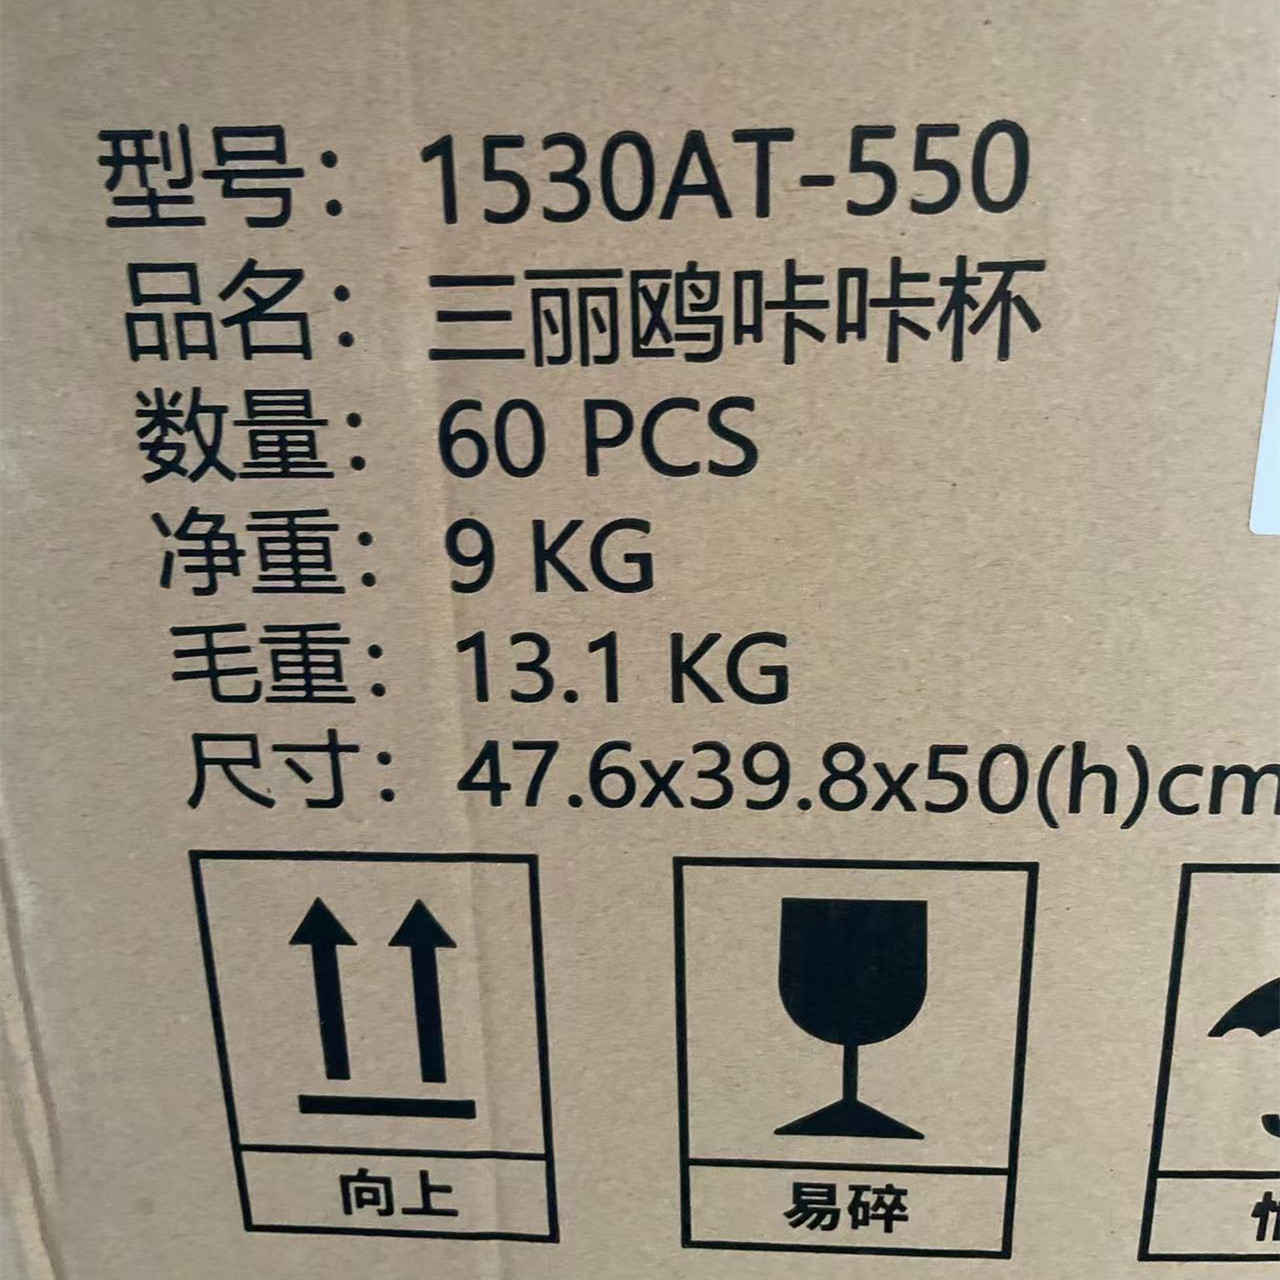 型号：1530AT-550
品名：三丽鸥咔咔杯
数量：60 PCS
净重：9 KG
毛重：13.1 KG
尺寸：47.6x39.8x50(h)cm
向上
易碎